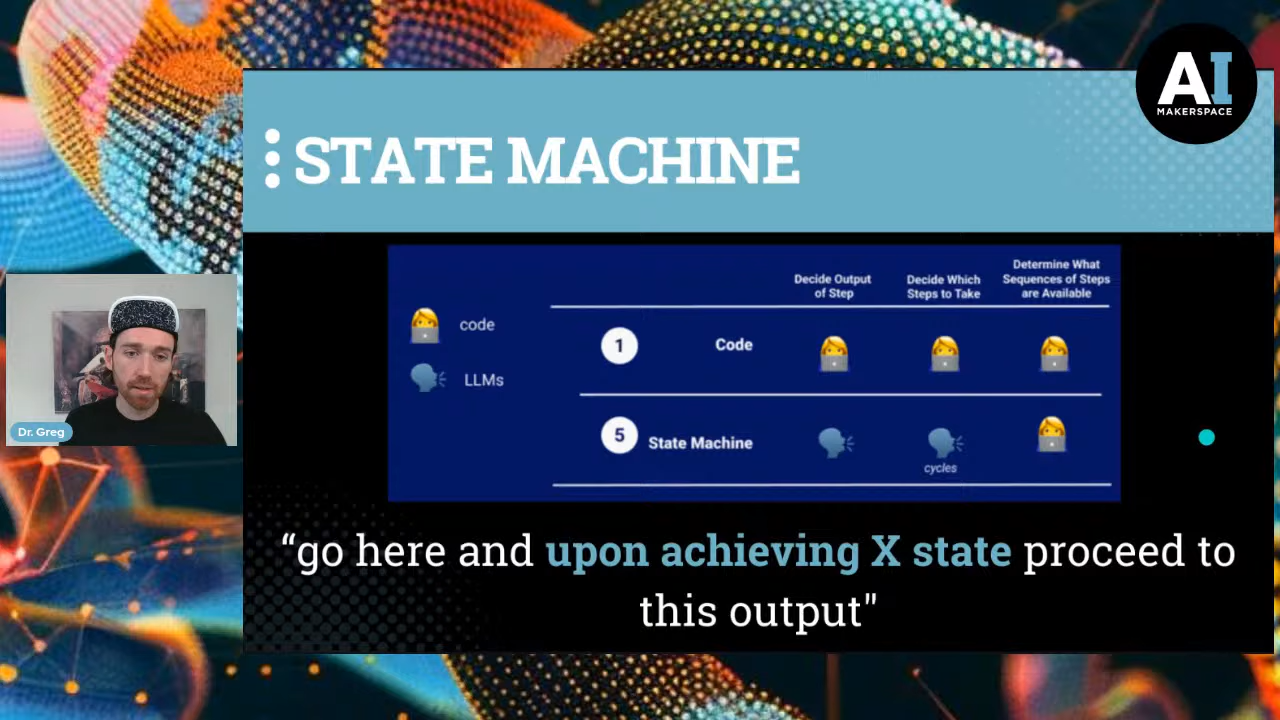 AI
MAKERSPACE
STATE MACHINE
Decide Output
of Step
Decide Which
Steps to Take
Determine What
Sequences of Steps
are Available
code
LLMs
1
Code
5
State Machine
cycles
Dr. Greg
“go here and upon achieving X state proceed to
this output"